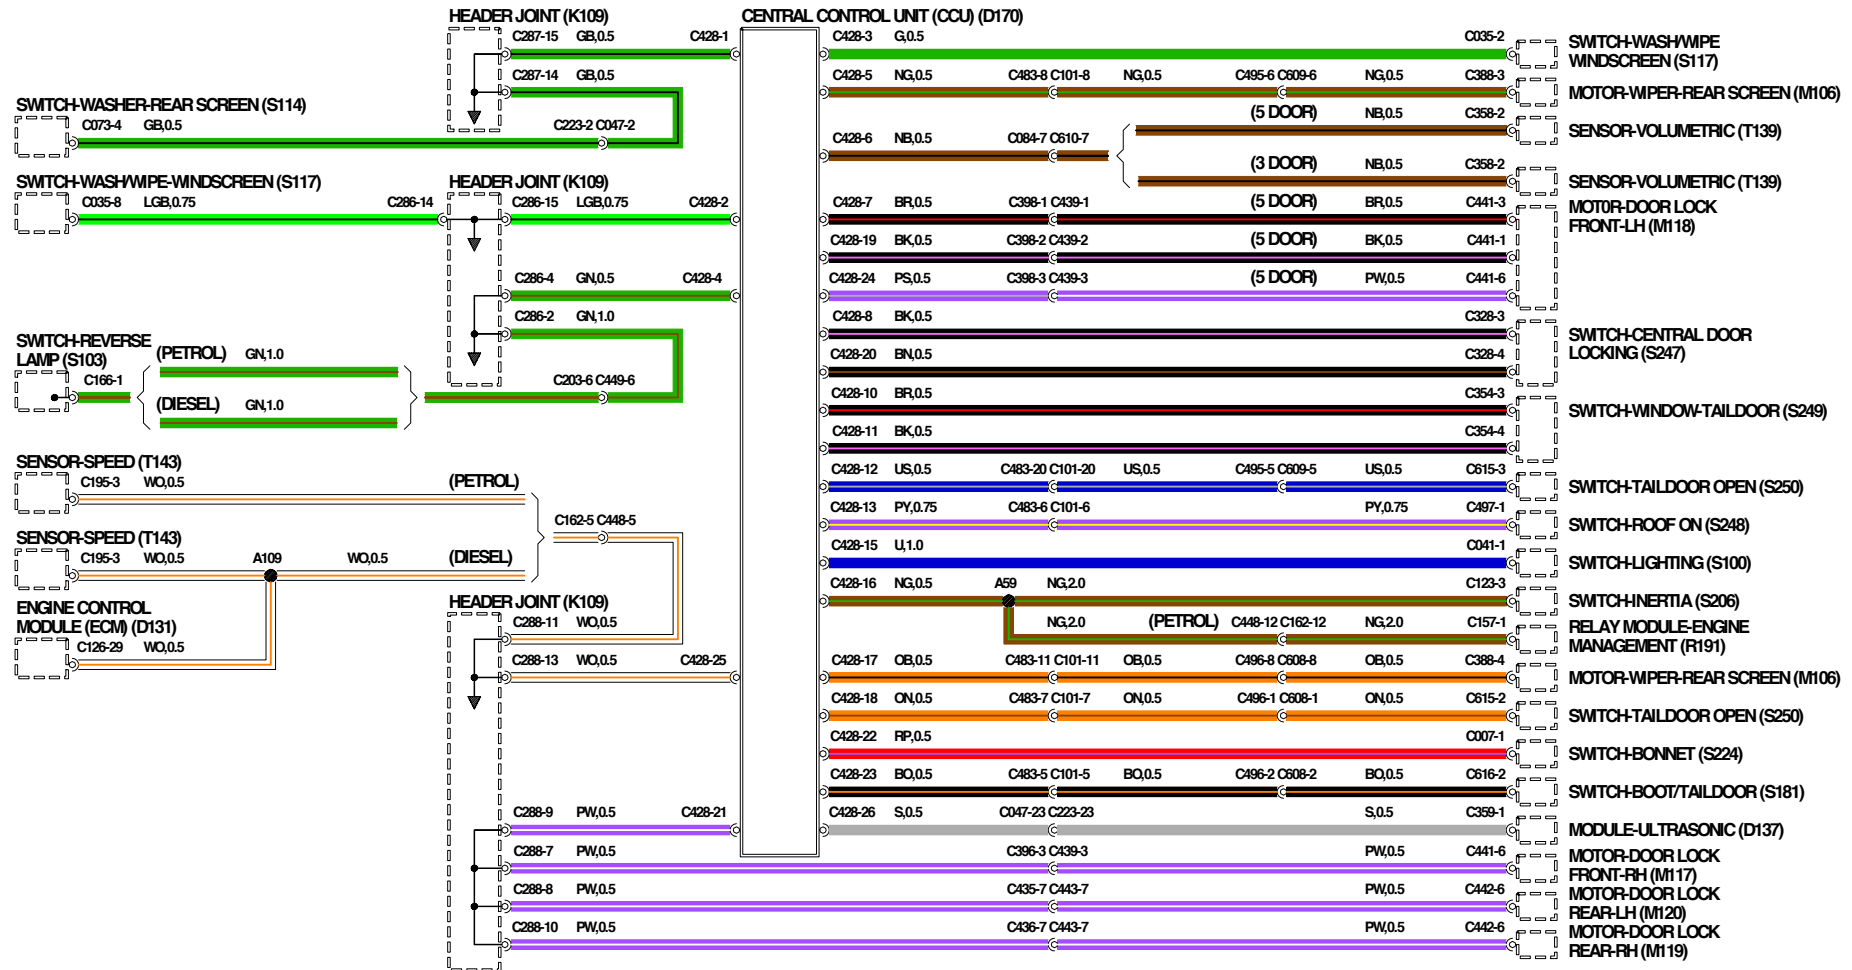 HEADER JOINT (K109)
CENTRAL CONTROL UNIT (CCU) (D170)
C287-15 GB,0.5 C428-1
C428-3 G,0.5 C035-2
SWITCH-WASH/WIPE
WINDSCREEN (S117)
C287-14 GB,0.5
C428-5 NG,0.5 C483-8 C101-8 NG,0.5 C495-6 C609-6 NG,0.5 C388-3
MOTOR-WIPER-REAR SCREEN (M106)
SWITCH-WASHER-REAR SCREEN (S114)
C073-4 GB,0.5 C223-2 C047-2
(5 DOOR) NB,0.5 C358-2
SENSOR-VOLUMETRIC (T139)
C428-6 NB,0.5 C084-7 C610-7
(3 DOOR) NB,0.5 C358-2
SENSOR-VOLUMETRIC (T139)
SWITCH-WASH/WIPE-WINDSCREEN (S117)
HEADER JOINT (K109)
C035-8 LGB,0.75 C286-14
C286-15 LGB,0.75 C428-2
C428-7 BR,0.5 C398-1 C439-1 (5 DOOR) BR,0.5 C441-3
MOT0R-DOOR LOCK
FRONT-LH (M118)
C428-19 BK,0.5 C398-2 C439-2 (5 DOOR) BK,0.5 C441-1
C286-4 GN,0.5 C428-4
C428-24 PS,0.5 C398-3 C439-3 (5 DOOR) PW,0.5 C441-6
C286-2 GN,1.0
C428-8 BK,0.5 C328-3
SWITCH-CENTRAL DOOR
LOCKING (S247)
SWITCH-REVERSE
LAMP (S103)
(PETROL) GN,1.0
C428-20 BN,0.5 C328-4
C166-1
C203-6 C449-6
(DIESEL) GN,1.0
C428-10 BR,0.5 C354-3
SWITCH-WINDOW-TAILDOOR (S249)
C428-11 BK,0.5 C354-4
SENSOR-SPEED (T143)
C195-3 WO,0.5 (PETROL)
C428-12 US,0.5 C483-20 C101-20 US,0.5 C495-5 C609-5 US,0.5 C615-3
SWITCH-TAILDOOR OPEN (S250)
C162-5 C448-5
C428-13 PY,0.75 C483-6 C101-6 PY,0.75 C497-1
SWITCH-ROOF ON (S248)
SENSOR-SPEED (T143)
C195-3 WO,0.5 A109 WO,0.5 (DIESEL)
C428-15 U,1.0 C041-1
SWITCH-LIGHTING (S100)
C428-16 NG,0.5 A59 NG,2.0 C123-3
SWITCH-INERTIA (S206)
ENGINE CONTROL
MODULE (ECM) (D131)
C126-29 WO,0.5
HEADER JOINT (K109)
C288-11 WO,0.5
NG,2.0 (PETROL) C448-12 C162-12 NG,2.0 C157-1
RELAY MODULE-ENGINE
MANAGEMENT (R191)
C288-13 WO,0.5 C428-25
C428-17 OB,0.5 C483-11 C101-11 OB,0.5 C496-8 C608-8 OB,0.5 C388-4
MOTOR-WIPER-REAR SCREEN (M106)
C428-18 ON,0.5 C483-7 C101-7 ON,0.5 C496-1 C608-1 ON,0.5 C615-2
SWITCH-TAILDOOR OPEN (S250)
C428-22 RP,0.5 C007-1
SWITCH-BONNET (S224)
C428-23 BO,0.5 C483-5 C101-5 BO,0.5 C496-2 C608-2 BO,0.5 C616-2
SWITCH-BOOT/TAILDOOR (S181)
C288-9 PW,0.5 C428-21
C428-26 S,0.5 C047-23 C223-23 S,0.5 C359-1
MODULE-ULTRASONIC (D137)
C288-7 PW,0.5 C396-3 C439-3 PW,0.5 C441-6
MOTOR-DOOR LOCK
FRONT-RH (M117)
C288-8 PW,0.5 C435-7 C443-7 PW,0.5 C442-6
MOTOR-DOOR LOCK
REAR-LH (M120)
C288-10 PW,0.5 C436-7 C443-7 PW,0.5 C442-6
MOTOR-DOOR LOCK
REAR-RH (M119)